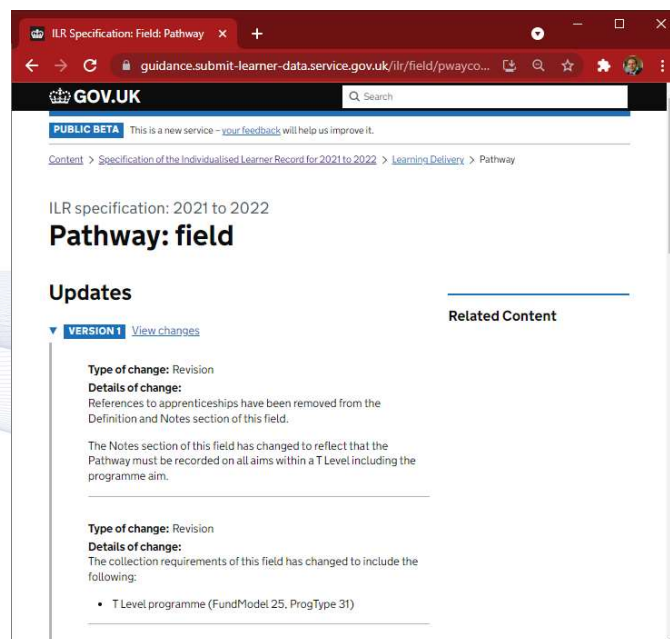 ILR Specification: Field: Pathway
guidance.submit-learner-data.service.gov.uk/ilr/field/pwayco...
GOV.UK
Search
PUBLIC BETA This is a new service – your feedback will help us improve it.
Content > Specification of the Individualised Learner Record for 2021 to 2022 > Learning Delivery > Pathway
ILR specification: 2021 to 2022
Pathway: field
Updates
Related Content
VERSION 1 View changes
Type of change: Revision
Details of change:
References to apprenticeships have been removed from the
Definition and Notes section of this field.
The Notes section of this field has changed to reflect that the
Pathway must be recorded on all aims within a T Level including the
programme aim.
Type of change: Revision
Details of change:
The collection requirements of this field has changed to include the
following:
• T Level programme (FundModel 25, ProgType 31)